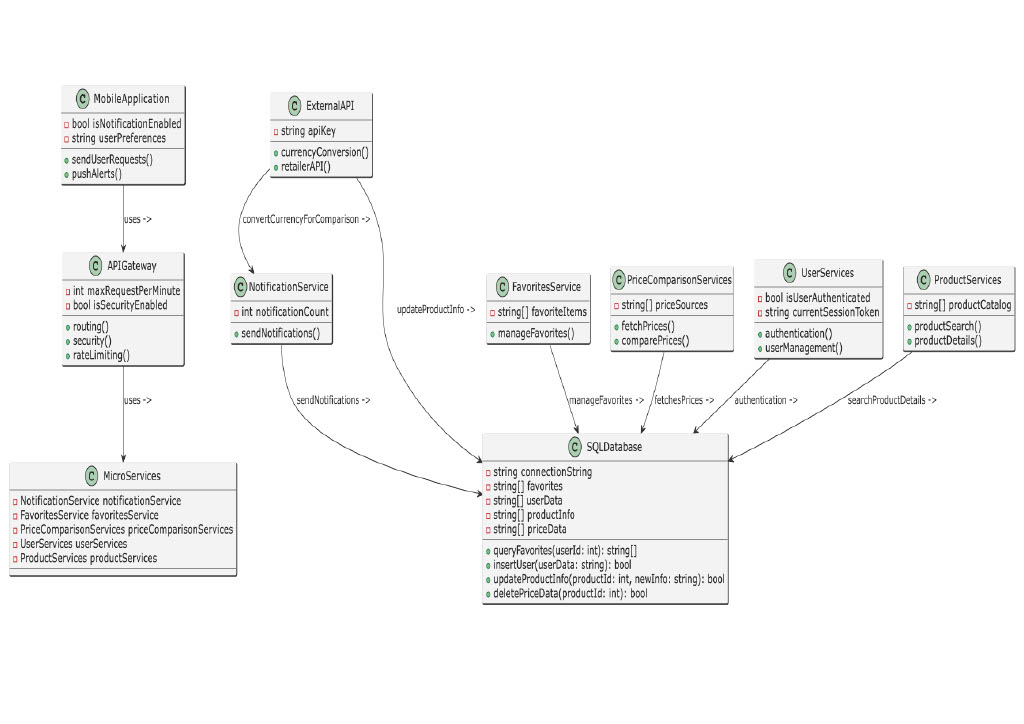 C MobileApplication
bool isNotificationEnabled
string userPreferences
sendUserRequests()
pushAlerts()
C ExternalAPI
string apiKey
currencyConversion()
retailerAPI()
uses ->
convertCurrencyForComparison ->
C APIGateway
int maxRequestPerMinute
bool isSecurityEnabled
routing()
security()
rateLimiting()
C NotificationService
int notificationCount
sendNotifications()
updateProductInfo ->
C FavoritesService
string[] favoriteItems
manageFavorites()
C PriceComparisonServices
string[] priceSources
fetchPrices()
comparePrices()
C UserServices
bool isUserAuthenticated
string currentSessionToken
authentication()
userManagement()
C ProductServices
string[] productCatalog
productSearch()
productDetails()
uses ->
sendNotifications ->
manageFavorites ->
fetchesPrices ->
authentication ->
searchProductDetails ->
C MicroServices
NotificationService notificationService
FavoritesService favoritesService
PriceComparisonServices priceComparisonServices
UserServices userServices
ProductServices productServices
C SQLDatabase
string connectionString
string[] favorites
string[] userData
string[] productInfo
string[] priceData
queryFavorites(userId: int): string[]
insertUser(userData: string): bool
updateProductInfo(productId: int, newInfo: string): bool
deletePriceData(productId: int): bool